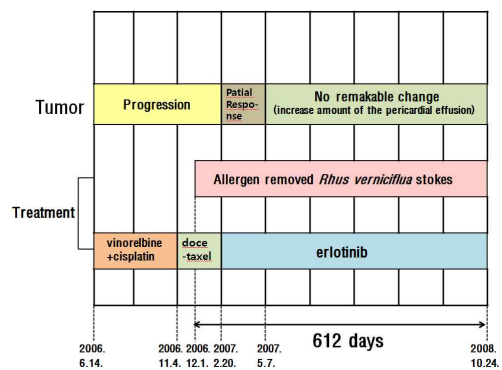 Tumor
Progression
Patial
Respo-
nse
No remakable change
(increase amount of the pericardial effusion)
Treatment
Allergen removed Rhus verniciflua stokes
vinorelbine
+cisplatin
doce
-taxel
erlotinib
612 days
2006. 2006. 2006. 2007. 2007. 2008.
6.14. 11.4. 12.1. 2.20. 5.7. 10.24.